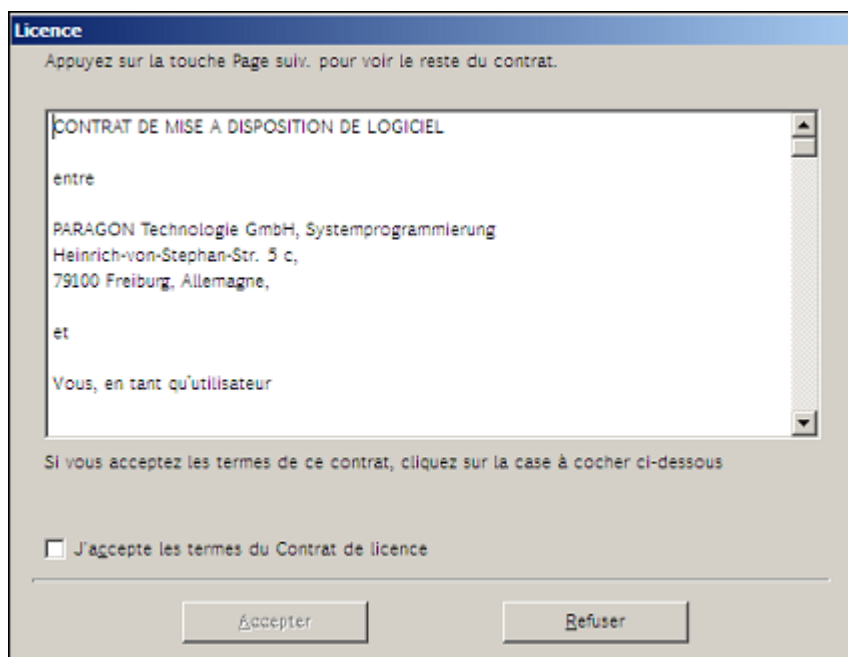 Licence
Appuyez sur la touche Page suiv. pour voir le reste du contrat.
CONTRAT DE MISE A DISPOSITION DE LOGICIEL
entre
PARAGON Technologie GmbH, Systemprogrammierung
Heinrich-von-Stephan-Str. 5 c,
79100 Freiburg, Allemagne,
et
Vous, en tant qu'utilisateur
Si vous acceptez les termes de ce contrat, cliquez sur la case à cocher ci-dessous
J'accepte les termes du Contrat de licence
Accepter Refuser